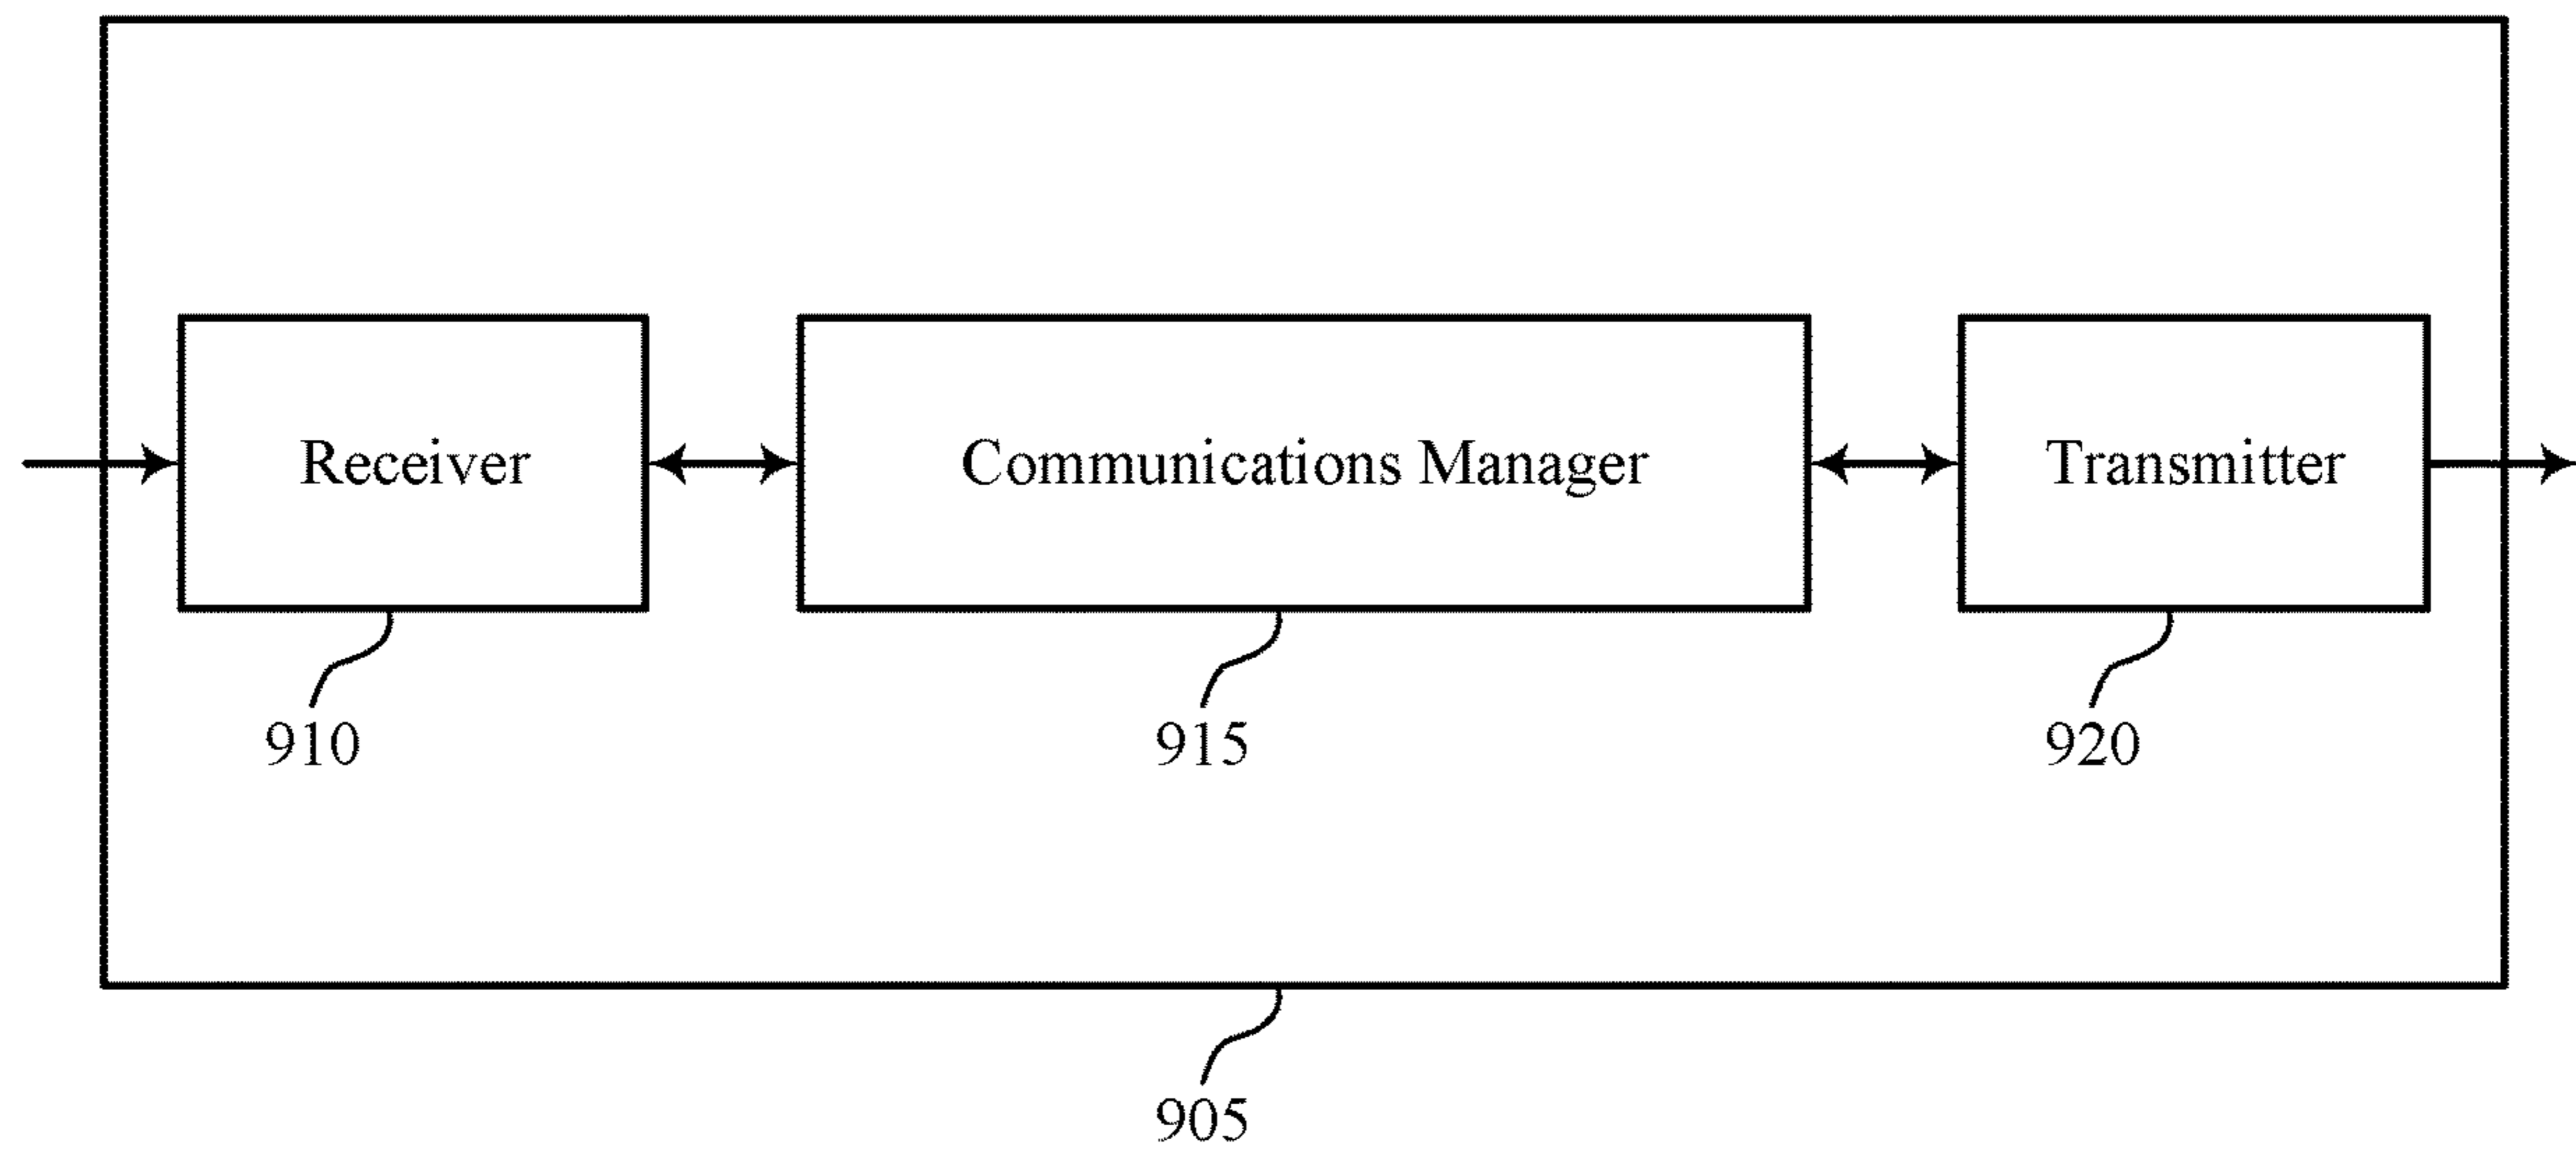 Receiver
Communications Manager
Transmitter
910
915
920
905